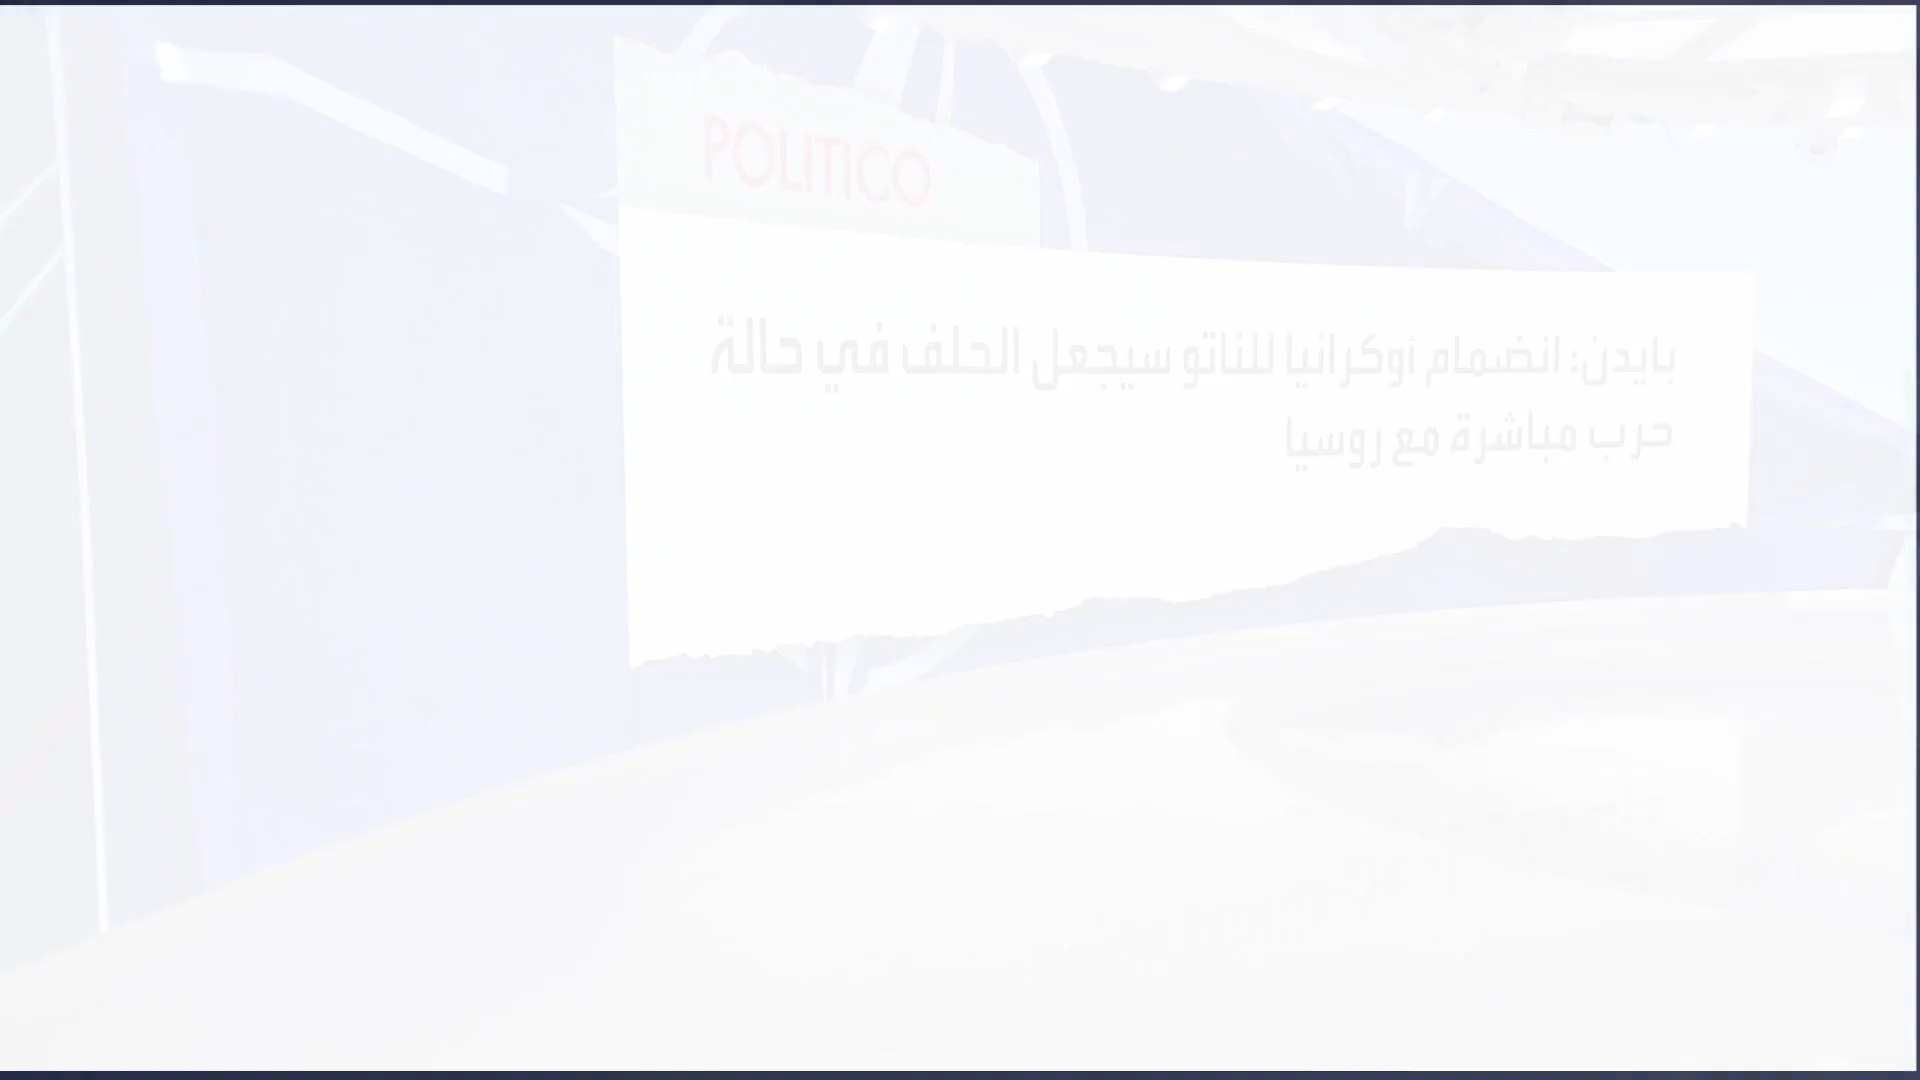 POLITICO
بايدن: انضمام أوكرانيا للناتو سيجعل الحلف في حالة
حرب مباشرة مع روسيا